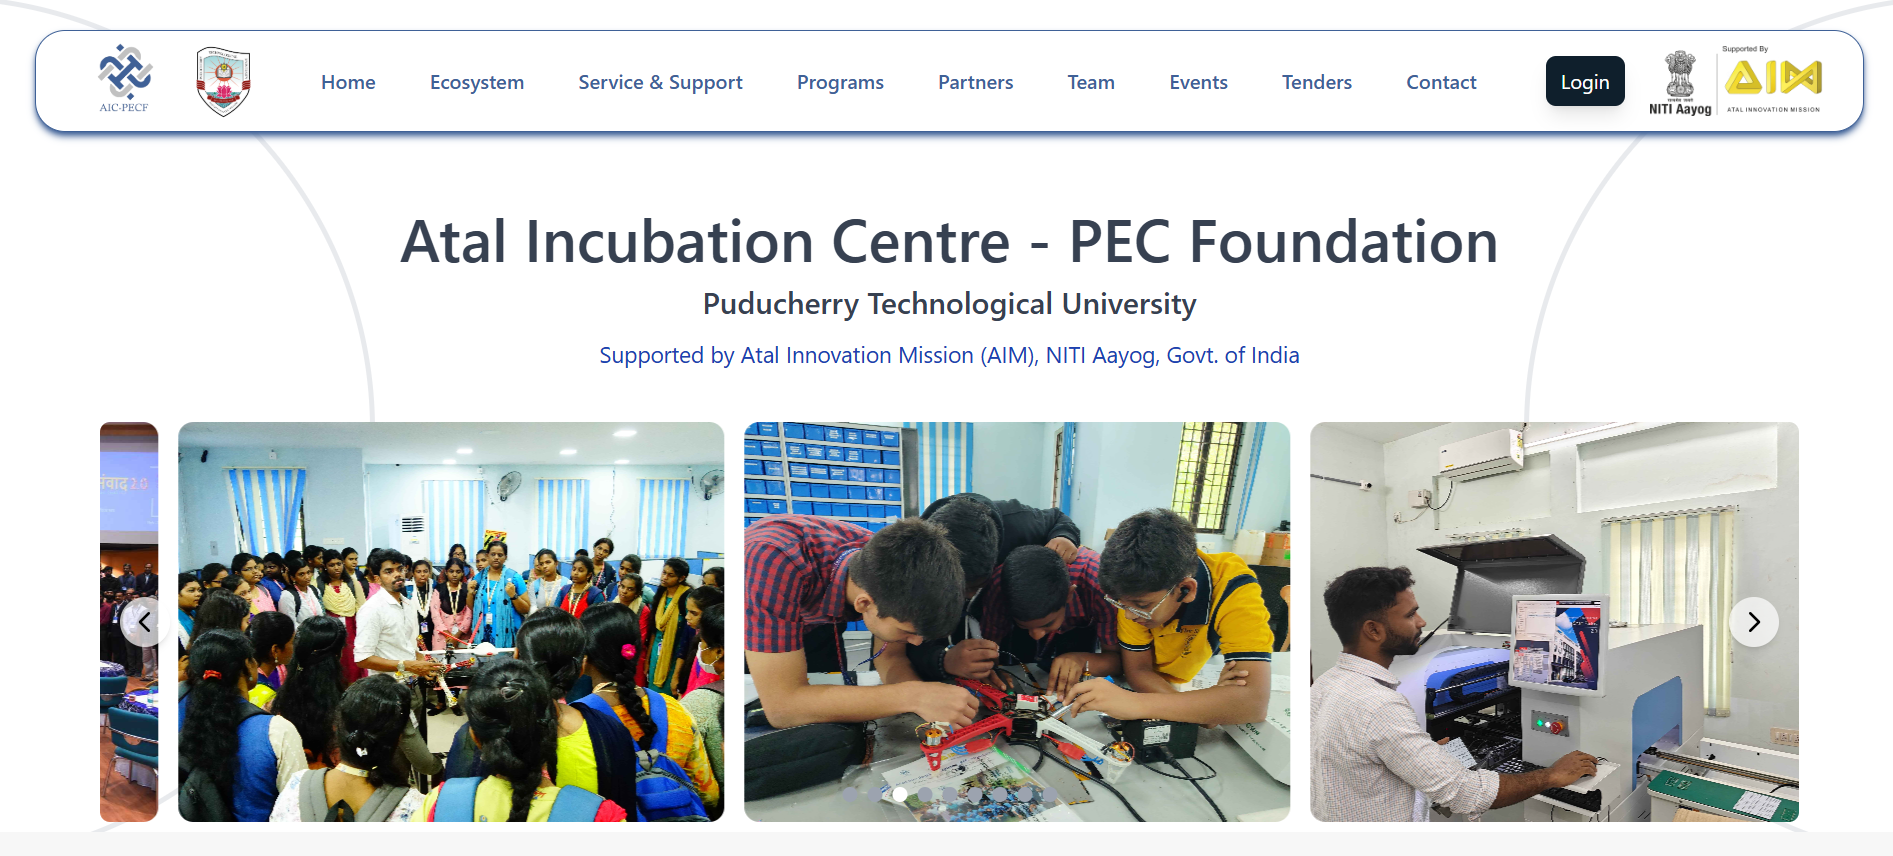 AIC-PECF
Home
Ecosystem
Service & Support
Programs
Partners
Team
Events
Tenders
Contact
Login
NITI Aayog
Supported By
AIM
ATAL INNOVATION MISSION
Atal Incubation Centre - PEC Foundation
Puducherry Technological University
Supported by Atal Innovation Mission (AIM), NITI Aayog, Govt. of India
संवाद 2.0